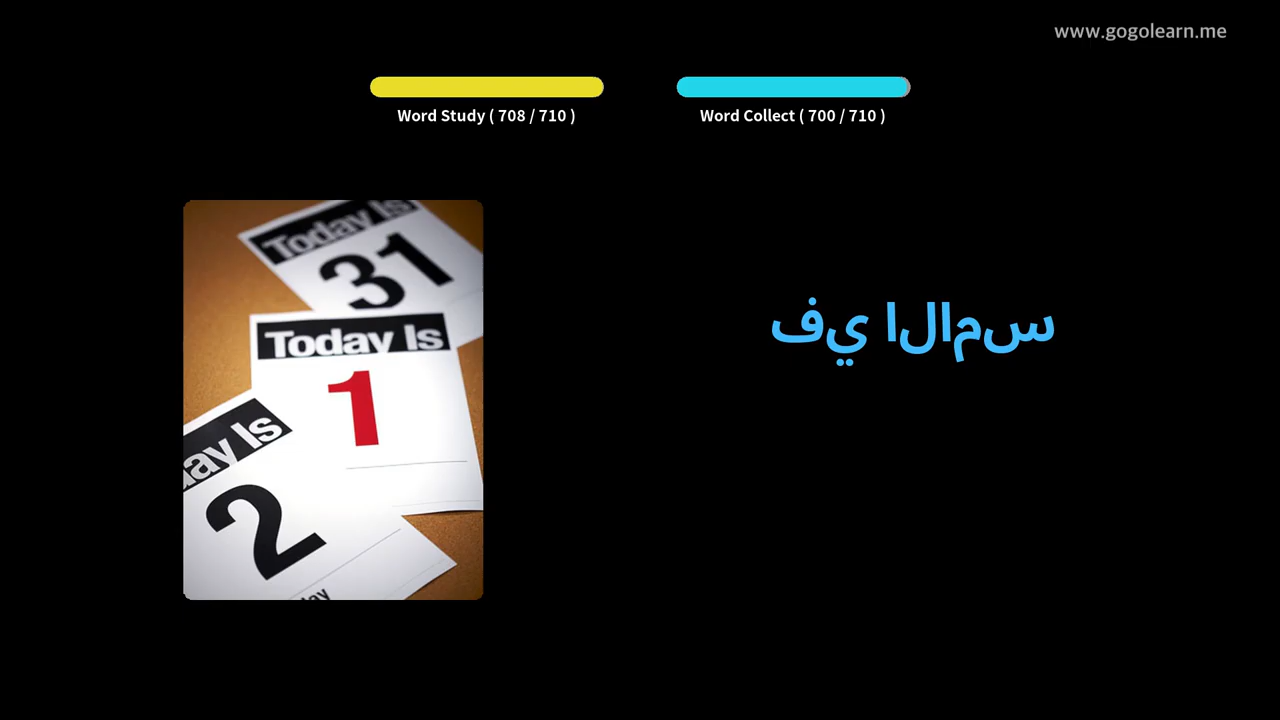 www.gogolearn.me
Word Study ( 708 / 710 )
Word Collect ( 700 / 710 )
Today Is
31
Today Is
1
ay Is
2
في الامس